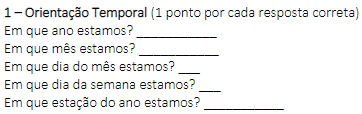 1 – Orientação Temporal (1 ponto por cada resposta correta)
Em que ano estamos? ___________
Em que mês estamos? ___________
Em que dia do mês estamos? ___
Em que dia da semana estamos? ___
Em que estação do ano estamos? ___________